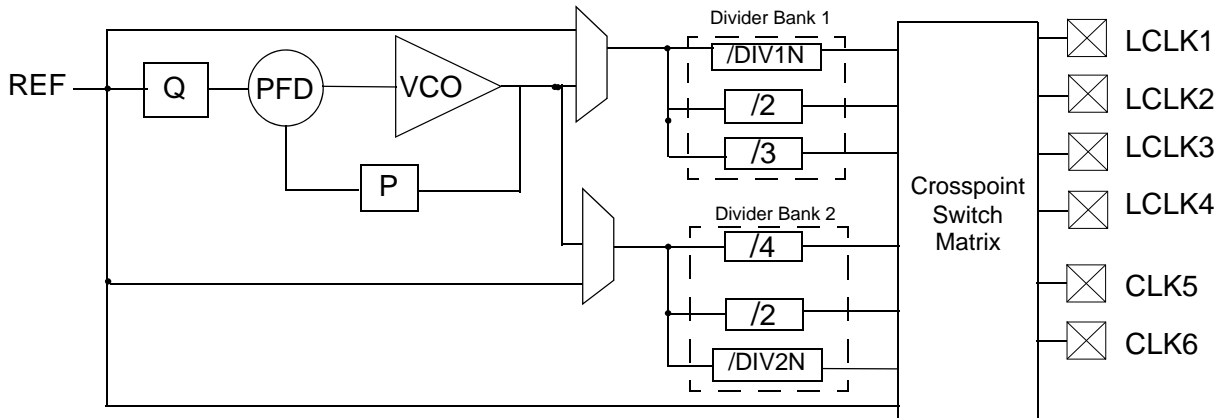 Divider Bank 1
/DIV1N
LCLK1
REF
Q
PFD
VCO
/2
LCLK2
/3
LCLK3
P
Crosspoint
Switch
Matrix
LCLK4
Divider Bank 2
/4
CLK5
/2
CLK6
/DIV2N